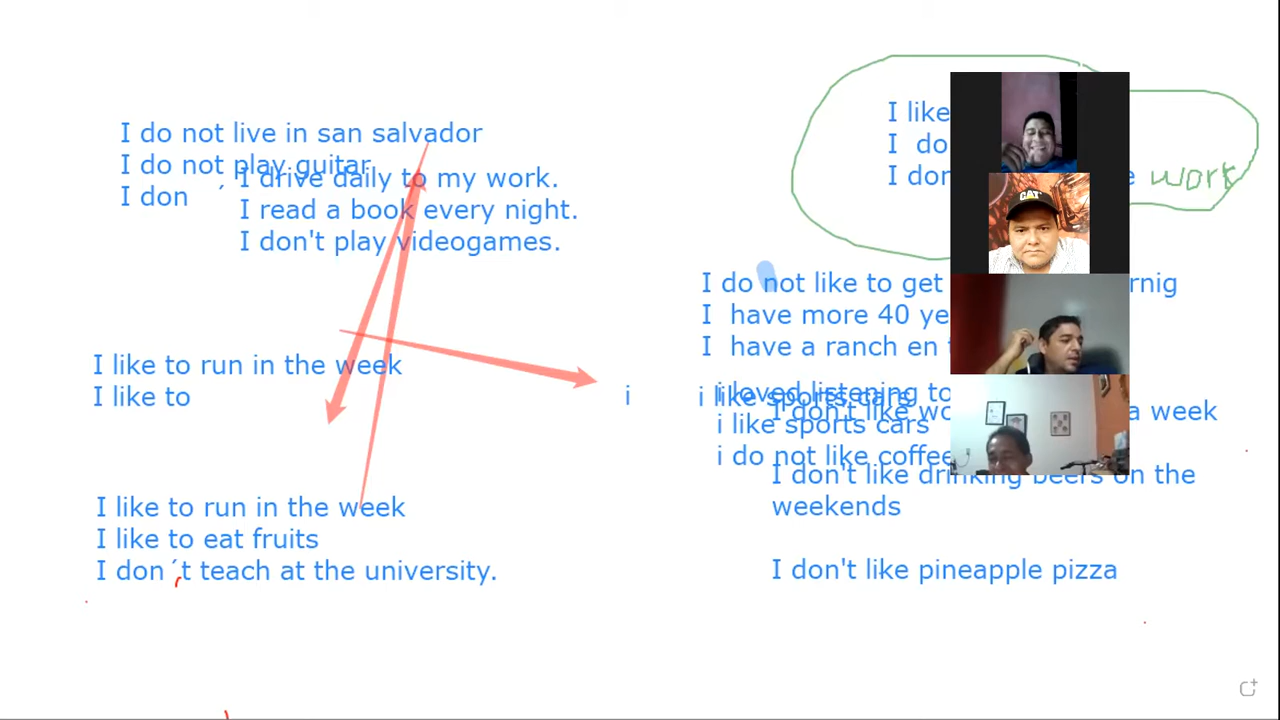 I do not live in san salvador
I do not play guitar
I don ´
I drive daily to my work.
I read a book every night.
I don't play videogames.
I like to run in the week
I like to
I like to run in the week
I like to eat fruits
I don´t teach at the university.
I like
I do
work
CAT
I do not like to get
I have more 40
I have a ranch en
i
i like sports cars
i loved listening to
i like sports cars
i do not like coffee
I don't like a week
I don't like drinking beers on the
weekends
I don't like pineapple pizza